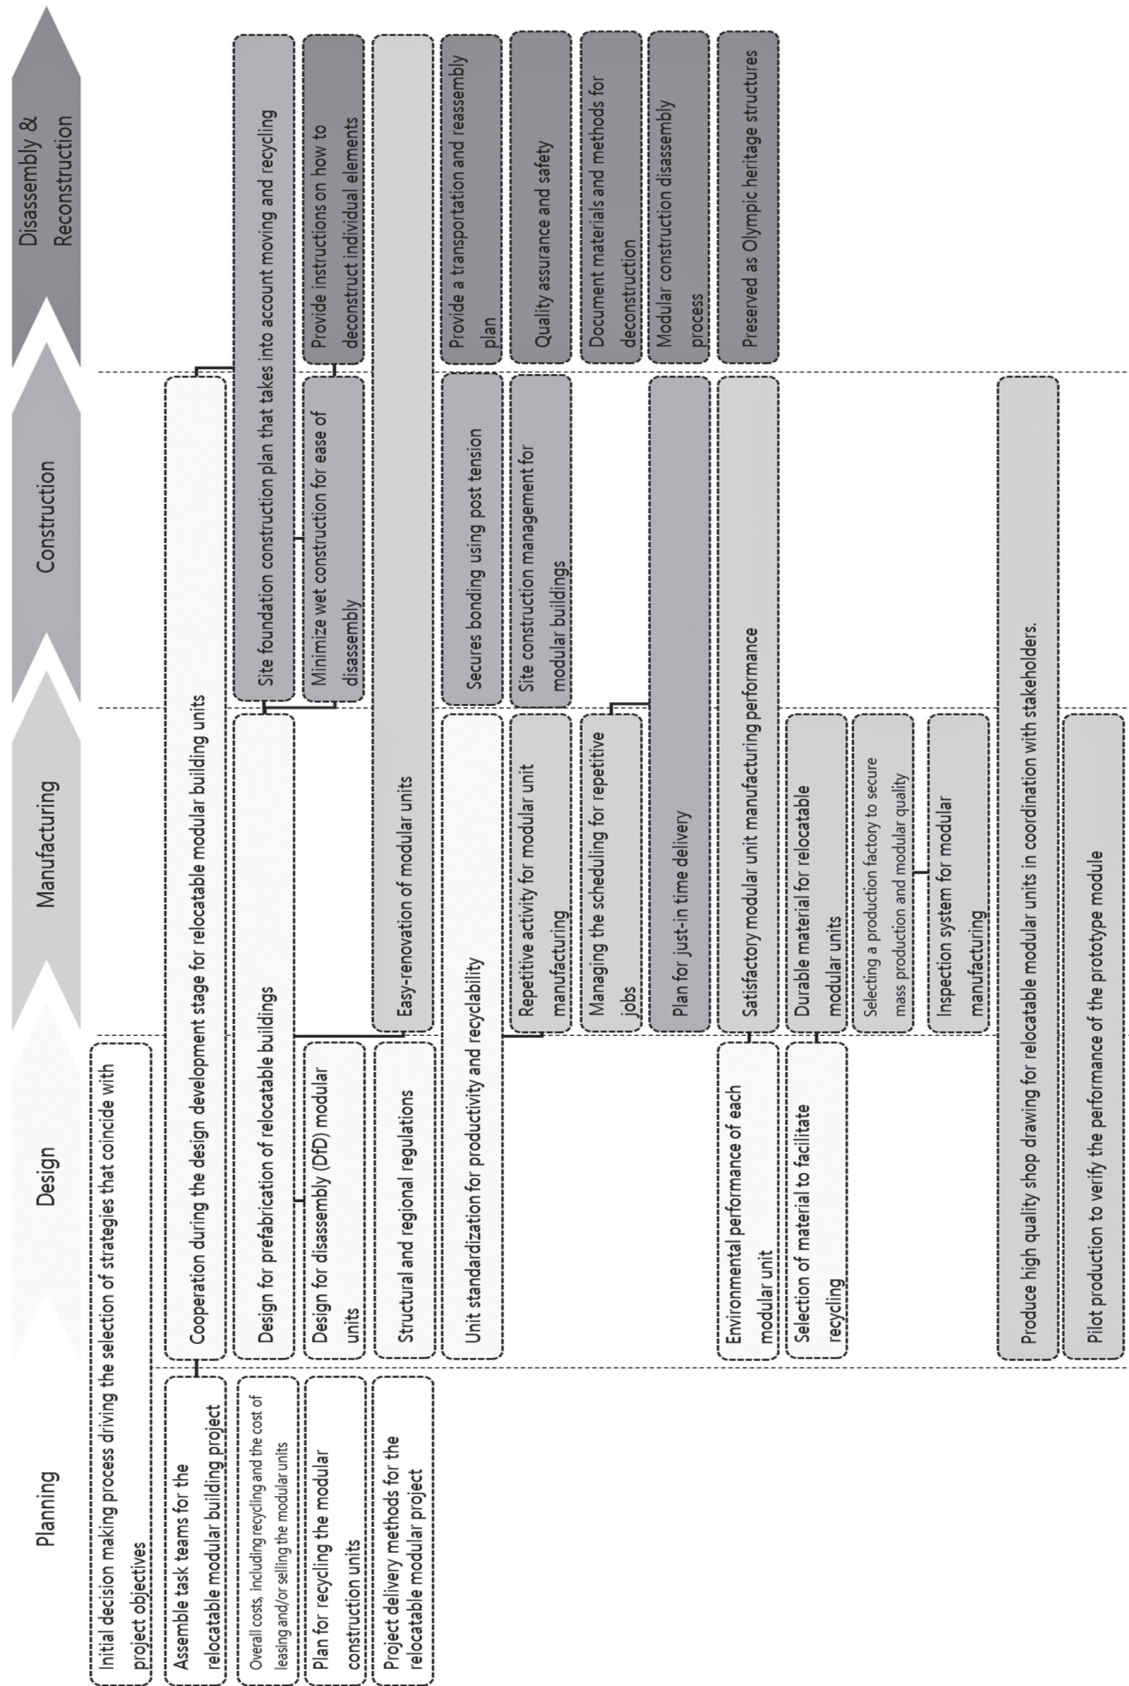 Planning
Design
Manufacturing
Construction
Disassembly &
Reconstruction
Initial decision making process driving the selection of strategies that coincide with
project objectives
Assemble task teams for the
relocatable modular building project
Cooperation during the design development stage for relocatable modular building units
Overall costs, including recycling and the cost of
leasing and/or selling the modular units
Design for prefabrication of relocatable buildings
Site foundation construction plan that takes into account moving and recycling
Plan for recycling the modular
construction units
Design for disassembly (DfD) modular
units
Minimize wet construction for ease of
disassembly
Provide instructions on how to
deconstruct individual elements
Project delivery methods for the
relocatable modular project
Structural and regional regulations
Easy-renovation of modular units
Unit standardization for productivity and recyclability
Secures bonding using post tension
Provide a transportation and reassembly
plan
Repetitive activity for modular unit
manufacturing
Site construction management for
modular buildings
Quality assurance and safety
Managing the scheduling for repetitive
jobs
Document materials and methods for
deconstruction
Plan for just-in time delivery
Modular construction disassembly
process
Environmental performance of each
modular unit
Satisfactory modular unit manufacturing performance
Preserved as Olympic heritage structures
Selection of material to facilitate
recycling
Durable material for relocatable
modular units
Selecting a production factory to secure
mass production and modular quality
Inspection system for modular
manufacturing
Produce high quality shop drawing for relocatable modular units in coordination with stakeholders.
Pilot production to verify the performance of the prototype module